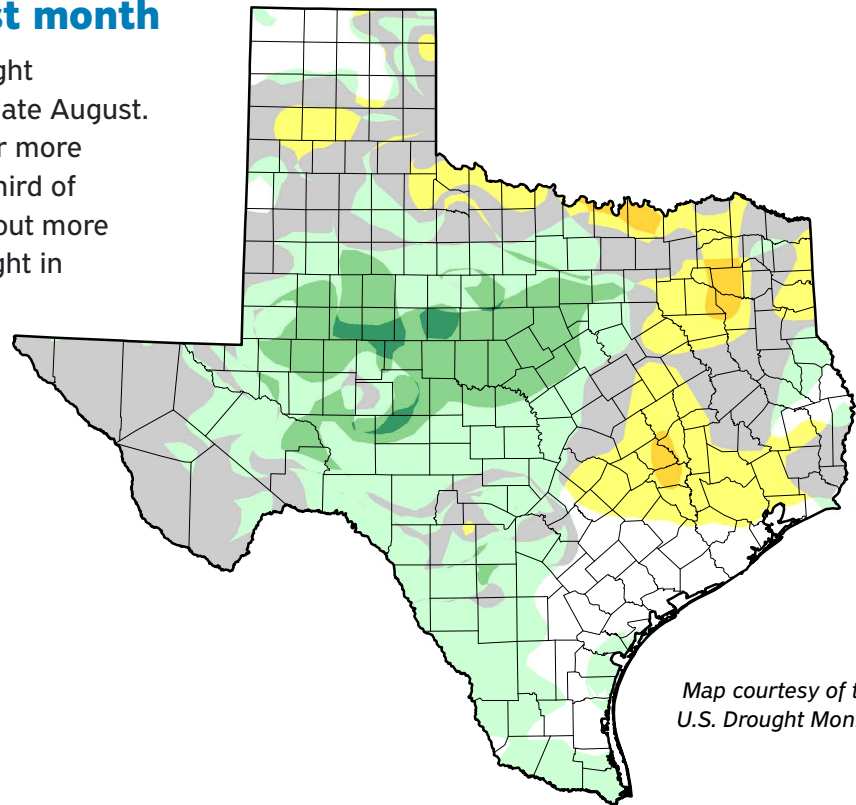 st month
ght
ate August.
r more
hird of
out more
ght in
Map courtesy of t
U.S. Drought Mon